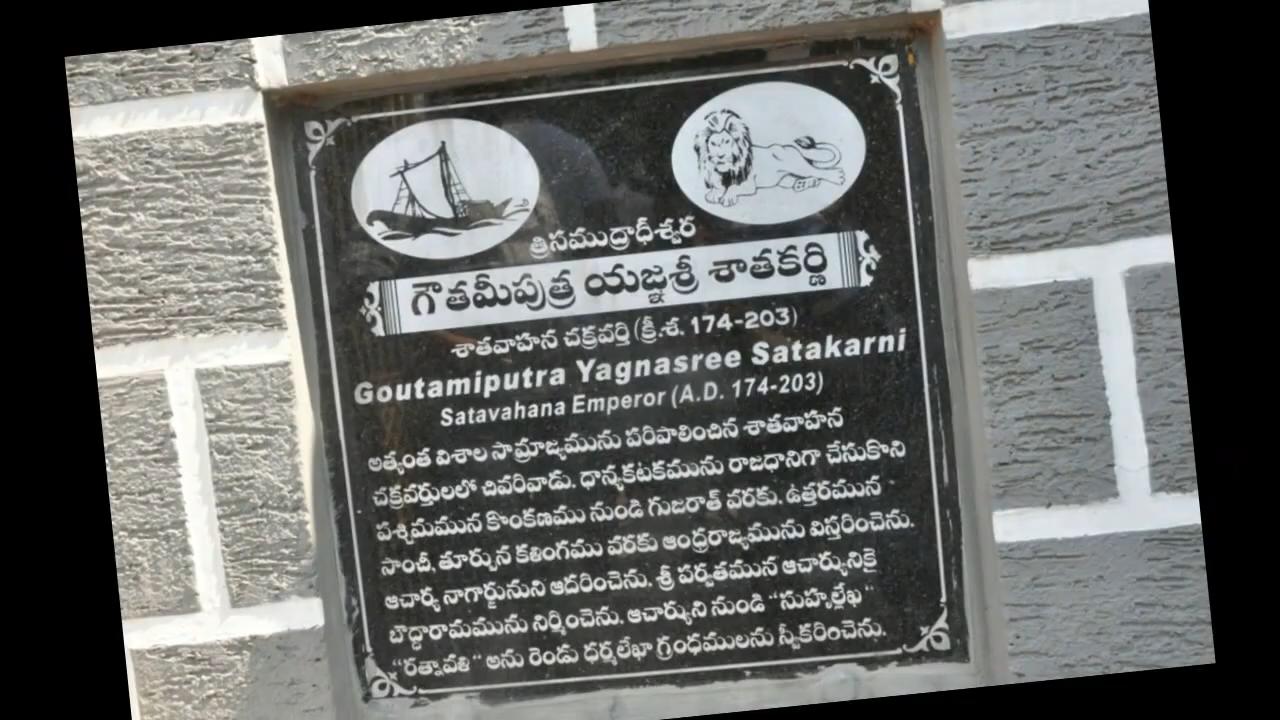 త్రిసముద్రాధీశ్వర
గౌతమీపుత్ర యజ్ఞశ్రీ శాతకర్ణి
శాతవాహన చక్రవర్తి (క్రీ.శ. 174-203)
Goutamiputra Yagnasree Satakarni
Satavahana Emperor (A.D. 174-203)
అత్యంత విశాల సామ్రాజ్యమును పరిపాలించిన శాతవాహన
చక్రవర్తులలో చివరివాడు. ధాన్యకటకమును రాజధానిగా చేసుకొని
పశ్చిమమున కొంకణము నుండి గుజరాత్ వరకు. ఉత్తరమున
సాంచీ, తూర్పున కళింగము వరకు ఆంధ్రరాజ్యమును విస్తరించెను.
ఆచార్య నాగార్జునుని ఆదరించెను. శ్రీ పర్వతమున ఆచార్యునికై
బౌద్ధారామమును నిర్మించెను. ఆచార్యుని నుండి "సుహృల్లేఖ"
"రత్నావతి" అను రెండు ధర్మలేఖా గ్రంధములను స్వీకరించెను.